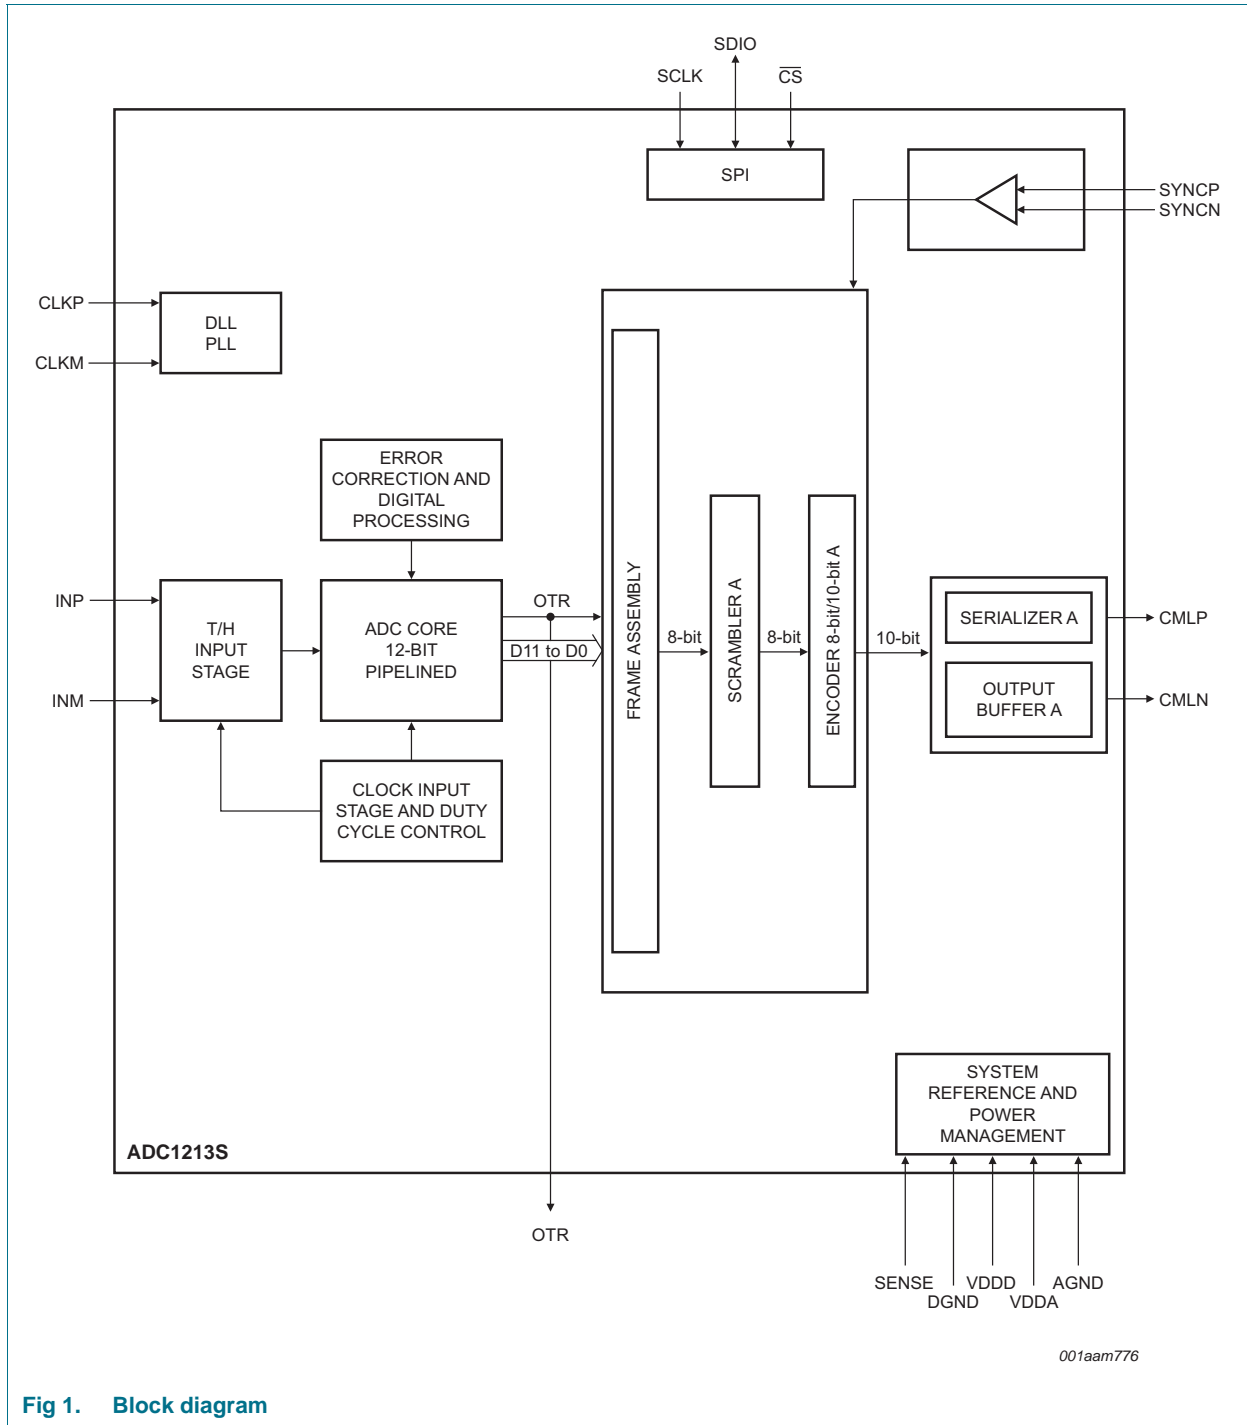 SDIO
SCLK
CS
SPI
SYNCP
SYNCN
CLKP
CLKM
DLL
PLL
ERROR
CORRECTION AND
DIGITAL
PROCESSING
INP
INM
T/H
INPUT
STAGE
ADC CORE
12-BIT
PIPELINED
OTR
D11 to D0
CLOCK INPUT
STAGE AND DUTY
CYCLE CONTROL
FRAME ASSEMBLY
8-bit
SCRAMBLER A
8-bit
ENCODER 8-bit/10-bit A
10-bit
SERIALIZER A
OUTPUT
BUFFER A
CMLP
CMLN
SYSTEM
REFERENCE AND
POWER
MANAGEMENT
ADC1213S
OTR
SENSE
DGND
VDDD
VDDA
AGND
001aam776
Fig 1. Block diagram